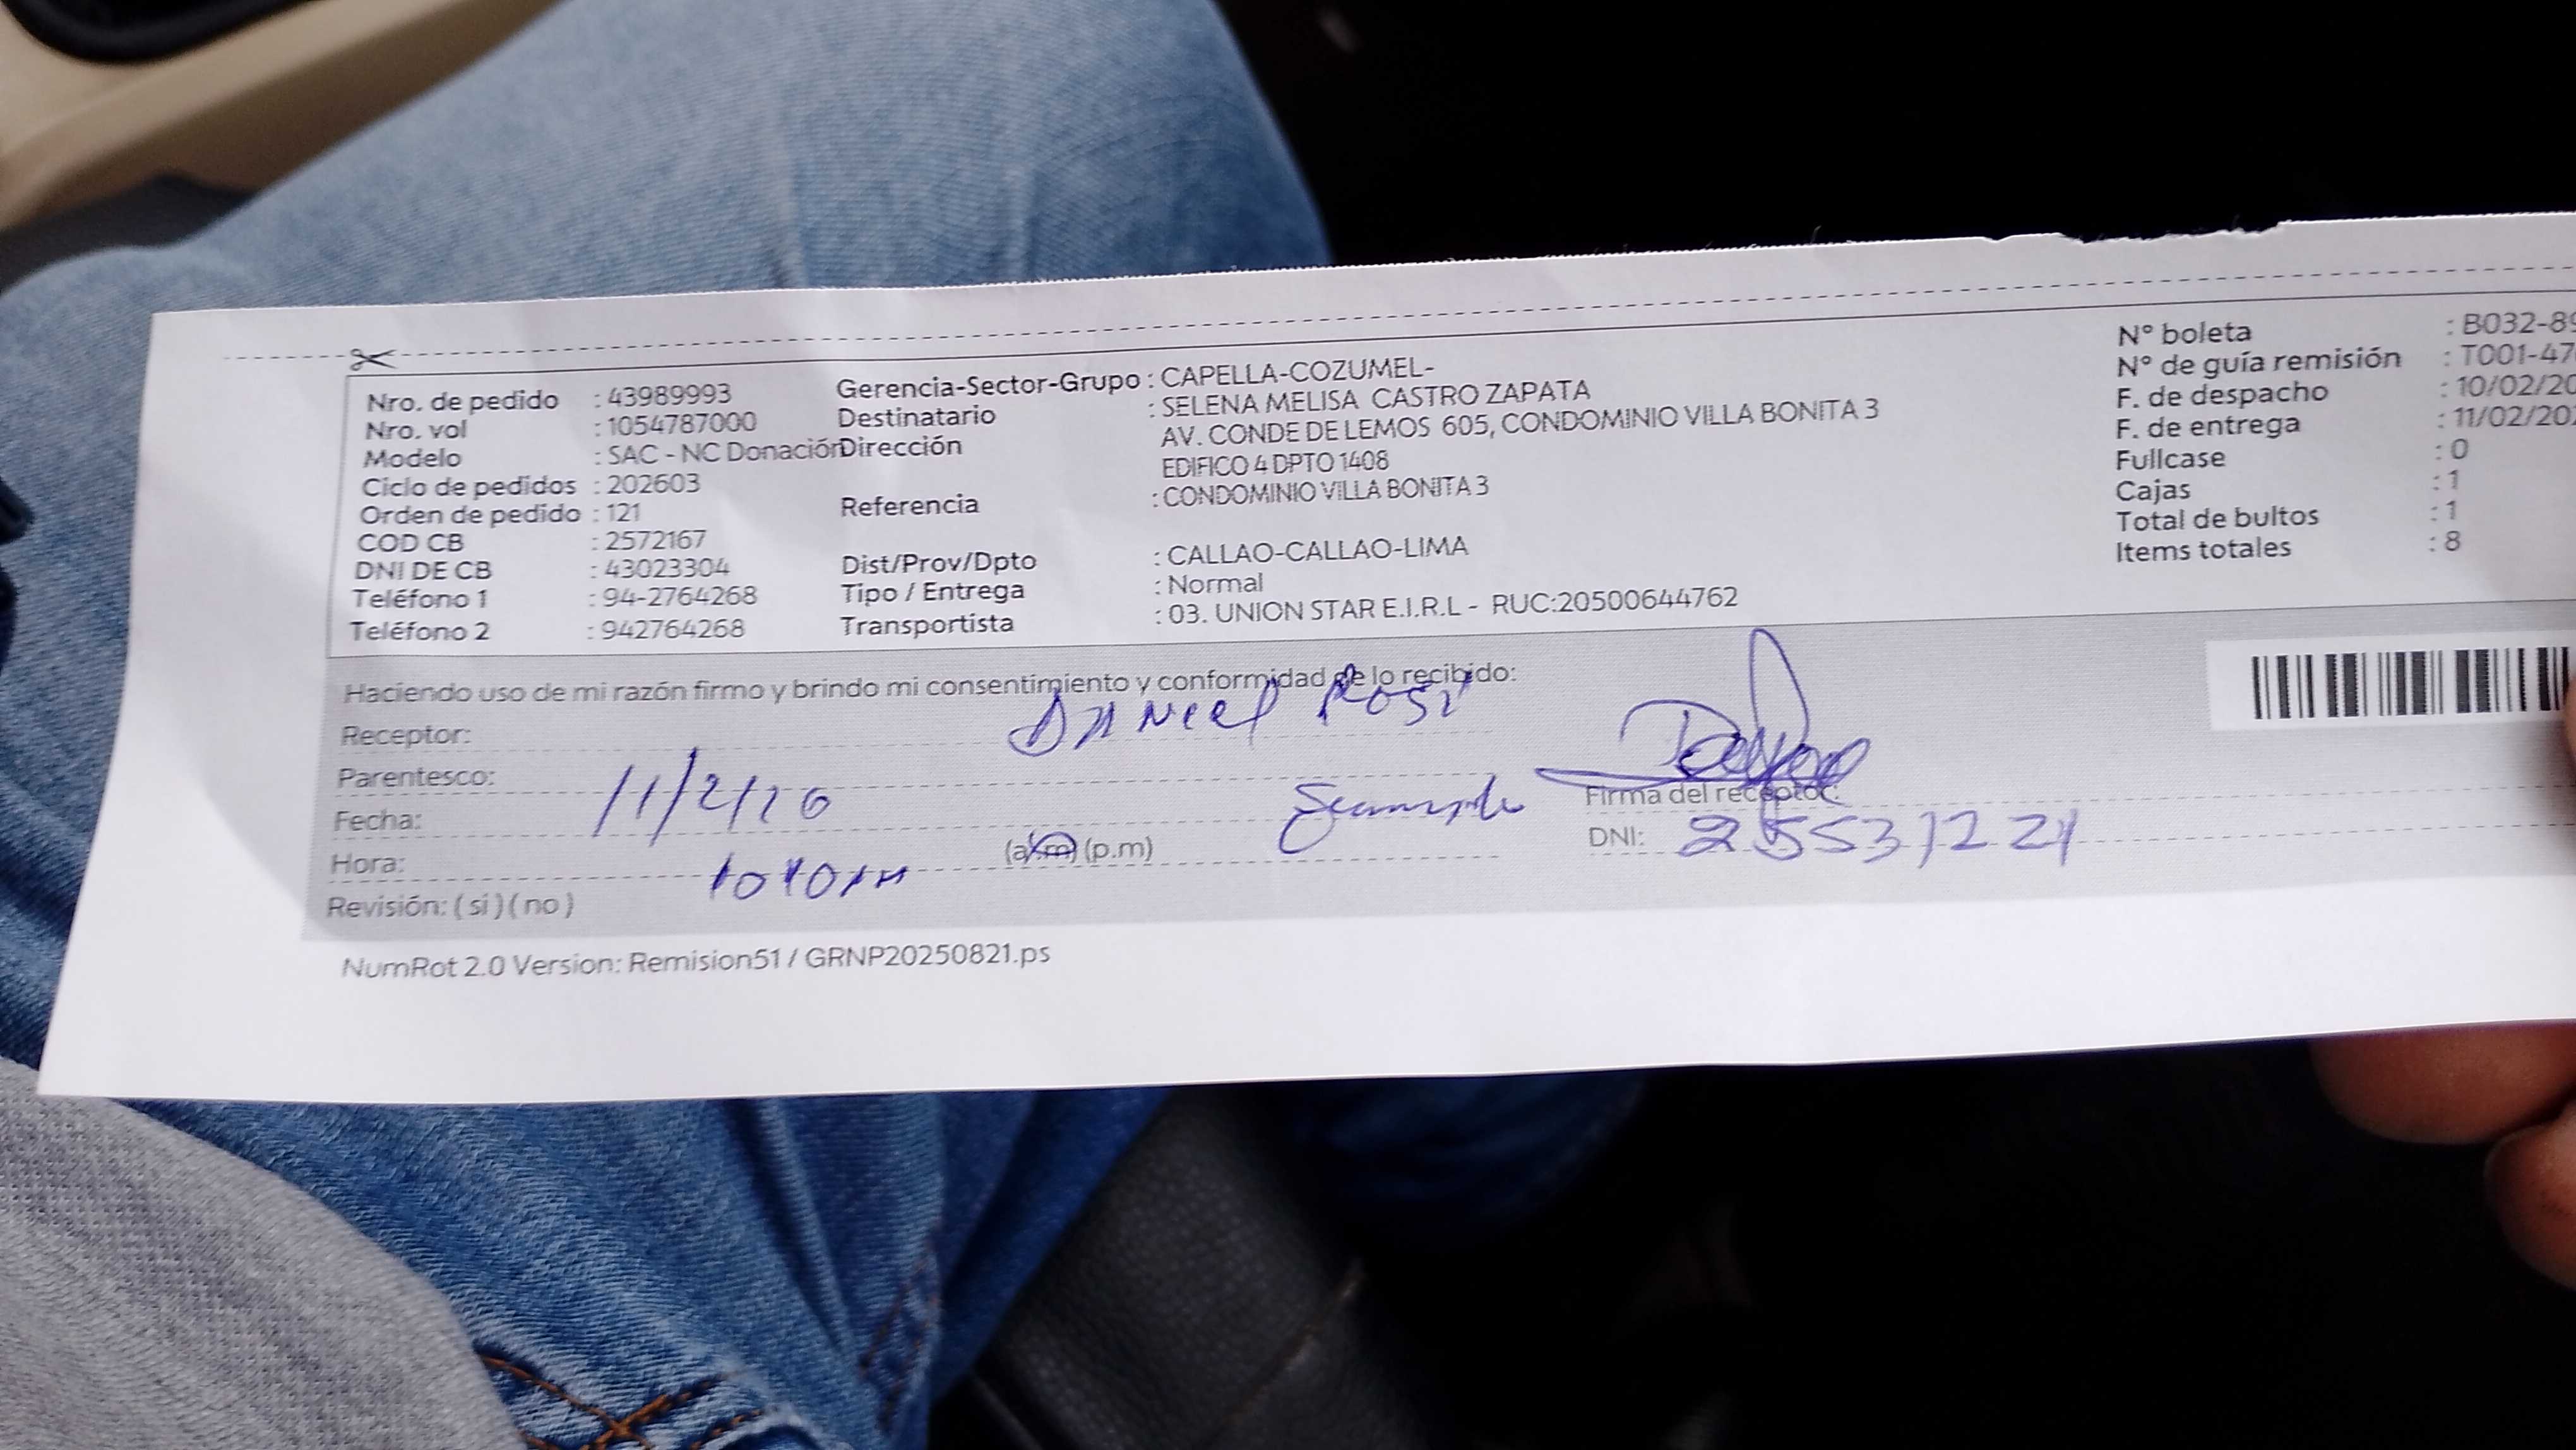 Nro. de pedido : 43989993
Nro. vol : 1054787000
Modelo : SAC - NC Donación
Ciclo de pedidos : 202603
Orden de pedido : 121
COD CB : 2572167
DNI DE CB : 43023304
Teléfono 1 : 94-2764268
Teléfono 2 : 942764268
Gerencia-Sector-Grupo : CAPELLA-COZUMEL-
Destinatario : SELENA MELISA CASTRO ZAPATA
Dirección AV. CONDE DE LEMOS 605, CONDOMINIO VILLA BONITA 3
EDIFICO 4 DPTO 1408
Referencia : CONDOMINIO VILLA BONITA 3
Dist/Prov/Dpto : CALLAO-CALLAO-LIMA
Tipo / Entrega : Normal
Transportista : 03. UNION STAR E.I.R.L - RUC:20500644762
N° boleta : B032-89
N° de guía remisión : T001-47
F. de despacho : 10/02/20
F. de entrega : 11/02/20
Fullcase : 0
Cajas : 1
Total de bultos : 1
Items totales : 8
Haciendo uso de mi razón firmo y brindo mi consentimiento y conformidad de lo recibido:
Receptor: DANIEL
Parentesco:
Fecha: 11/2/
Hora: (a.m) (p.m)
Revisión: ( si ) ( no )
Firma del receptor:
DNI:
NumRot 2.0 Version: Remision51 / GRNP20250821.ps